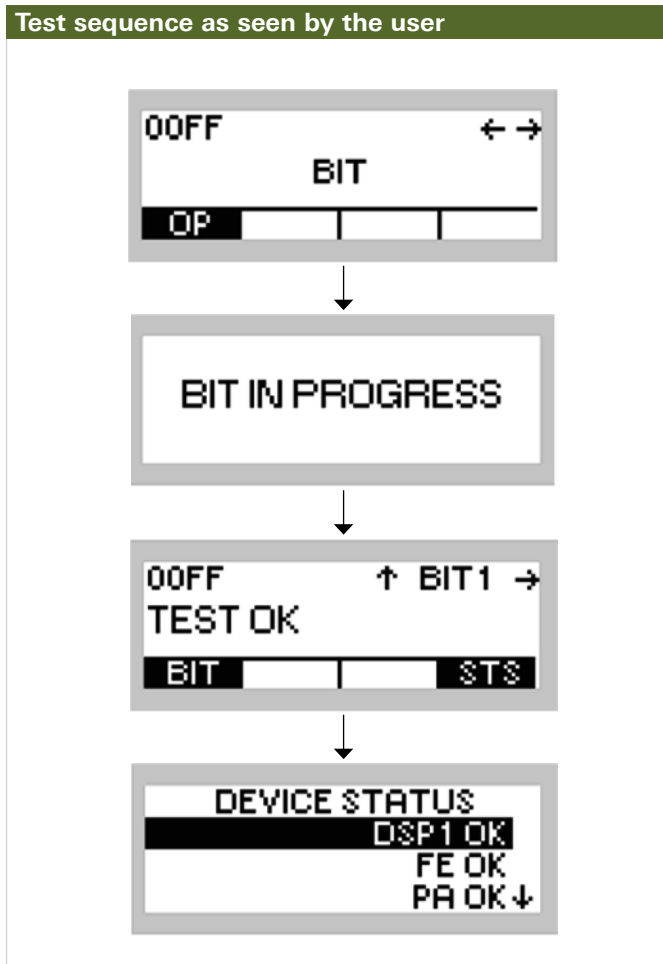 Test sequence as seen by the user
00FF ← →
BIT
OP
BIT IN PROGRESS
00FF ↑ BIT1 →
TEST OK
BIT STS
DEVICE STATUS
DSP1 OK
FE OK
PA OK ↓